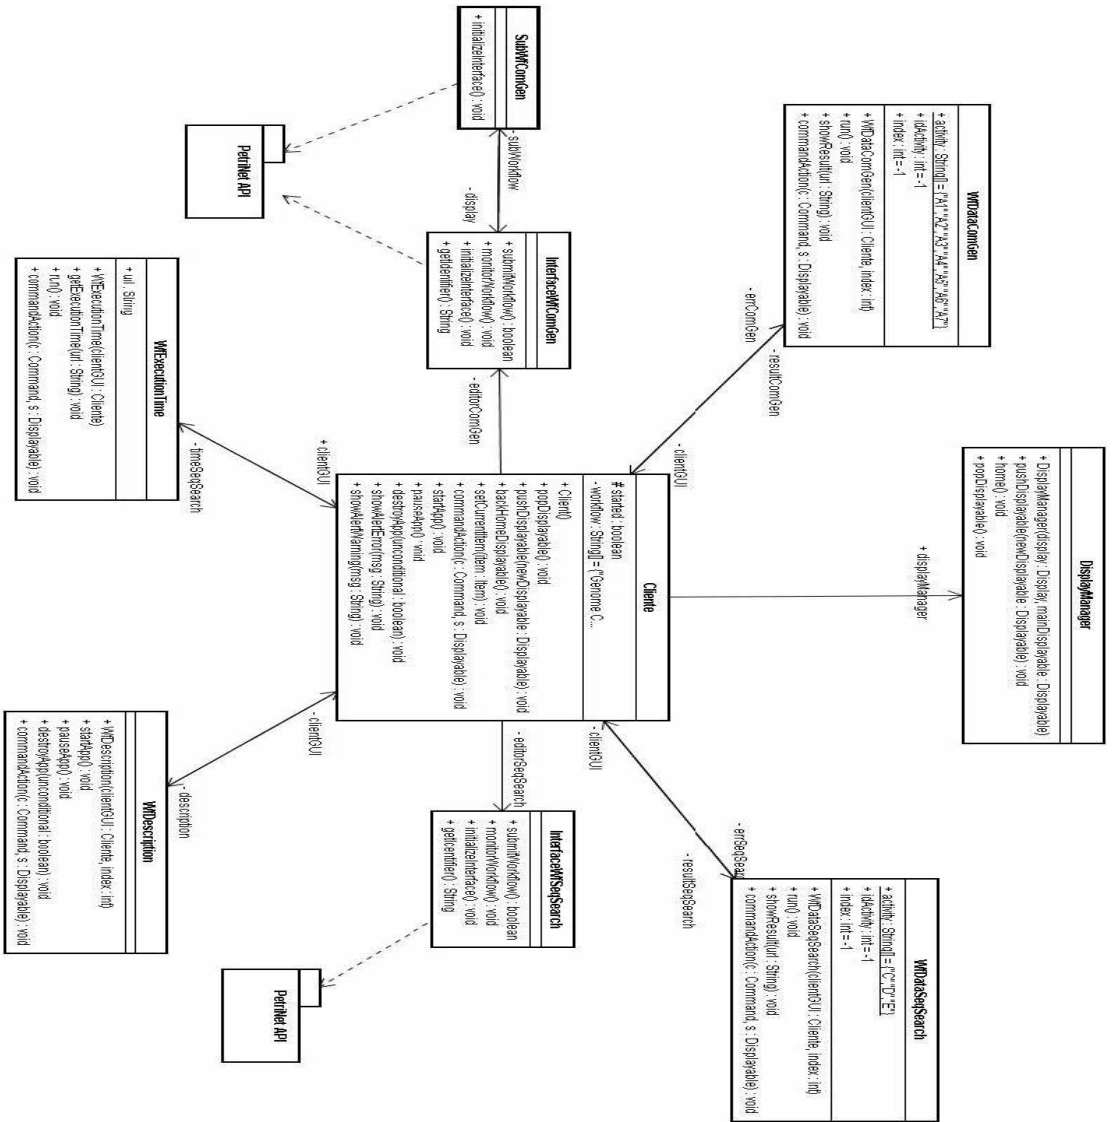 SubWfComGen
+ initializeInterface() : void
- subWorkflow
- display
PetriNet API
InterfaceWfComGen
+ submitWorkflow() : boolean
+ monitorWorkflow() : void
+ initializeInterface() : void
+ getIdentifier() : String
- editorComGen
WfDataComGen
+ activity : String[] = {"A1","A2","A3","A4","A5","A6","A7"}
+ idActivity : int = -1
+ index : int = -1
+ WfDataComGen(clientGUI : Cliente, index : int)
+ run() : void
+ showResult(url : String) : void
+ commandAction(c : Command, s : Displayable) : void
- errComGen
- resultComGen
- clientGUI
WfExecutionTime
+ url : String
+ WfExecutionTime(clientGUI : Cliente)
+ getExecutionTime(url : String) : void
+ run() : void
+ commandAction(c : Command, s : Displayable) : void
- timeSeqSearch
+ clientGUI
Cliente
# started : boolean
- workflow : String[] = {"Genome C...
+ Client()
+ popDisplayable() : void
+ pushDisplayable(newDisplayable : Displayable) : void
+ backHomeDisplayable() : void
+ setCurrentItem(item : Item) : void
+ commandAction(c : Command, s : Displayable) : void
+ startApp() : void
+ pauseApp() : void
+ destroyApp(unconditional : boolean) : void
+ showAlertError(msg : String) : void
+ showAlertWarning(msg : String) : void
+ displayManager
DisplayManager
+ DisplayManager(display : Display, mainDisplayable : Displayable)
+ pushDisplayable(newDisplayable : Displayable) : void
+ home() : void
+ popDisplayable() : void
- clientGUI
- description
WfDescription
+ WfDescription(clientGUI : Cliente, index : int)
+ startApp() : void
+ pauseApp() : void
+ destroyApp(unconditional : boolean) : void
+ commandAction(c : Command, s : Displayable) : void
- editorSeqSearch
InterfaceWfSeqSearch
+ submitWorkflow() : boolean
+ monitorWorkflow() : void
+ initializeInterface() : void
+ getIdentifier() : String
PetriNet API
- clientGUI
- errSeqSearc
- resultSeqSearch
WfDataSeqSearch
+ activity : String[] = {"C","D","E"}
+ idActivity : int = -1
+ index : int = -1
+ WfDataSeqSearch(clientGUI : Cliente, index : int)
+ run() : void
+ showResult(url : String) : void
+ commandAction(c : Command, s : Displayable) : void